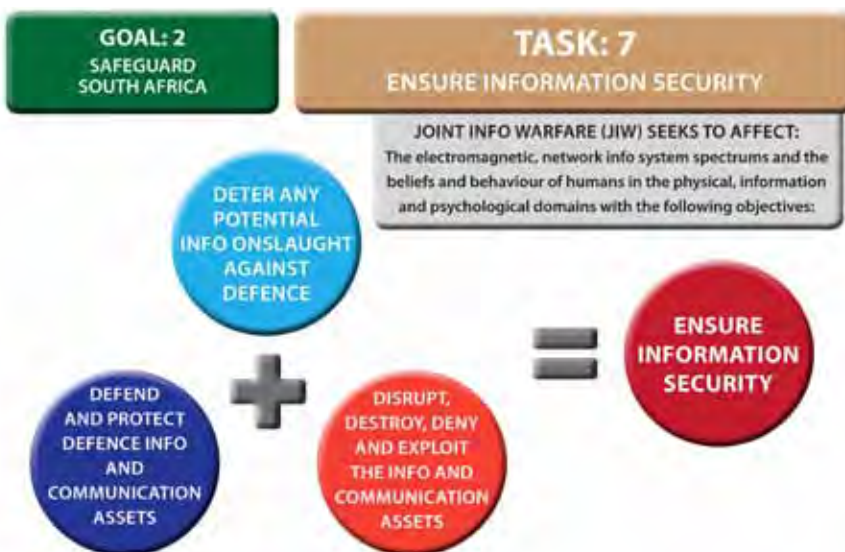 GOAL: 2
SAFEGUARD
SOUTH AFRICA
TASK: 7
ENSURE INFORMATION SECURITY
JOINT INFO WARFARE (JIW) SEEKS TO AFFECT:
The electromagnetic, network info system spectrums and the
beliefs and behaviour of humans in the physical, information
and psychological domains with the following objectives:
DETER ANY
POTENTIAL
INFO ONSLAUGHT
AGAINST
DEFENCE
DEFEND
AND PROTECT
DEFENCE INFO
AND
COMMUNICATION
ASSETS
DISRUPT,
DESTROY, DENY
AND EXPLOIT
THE INFO AND
COMMUNICATION
ASSETS
ENSURE
INFORMATION
SECURITY